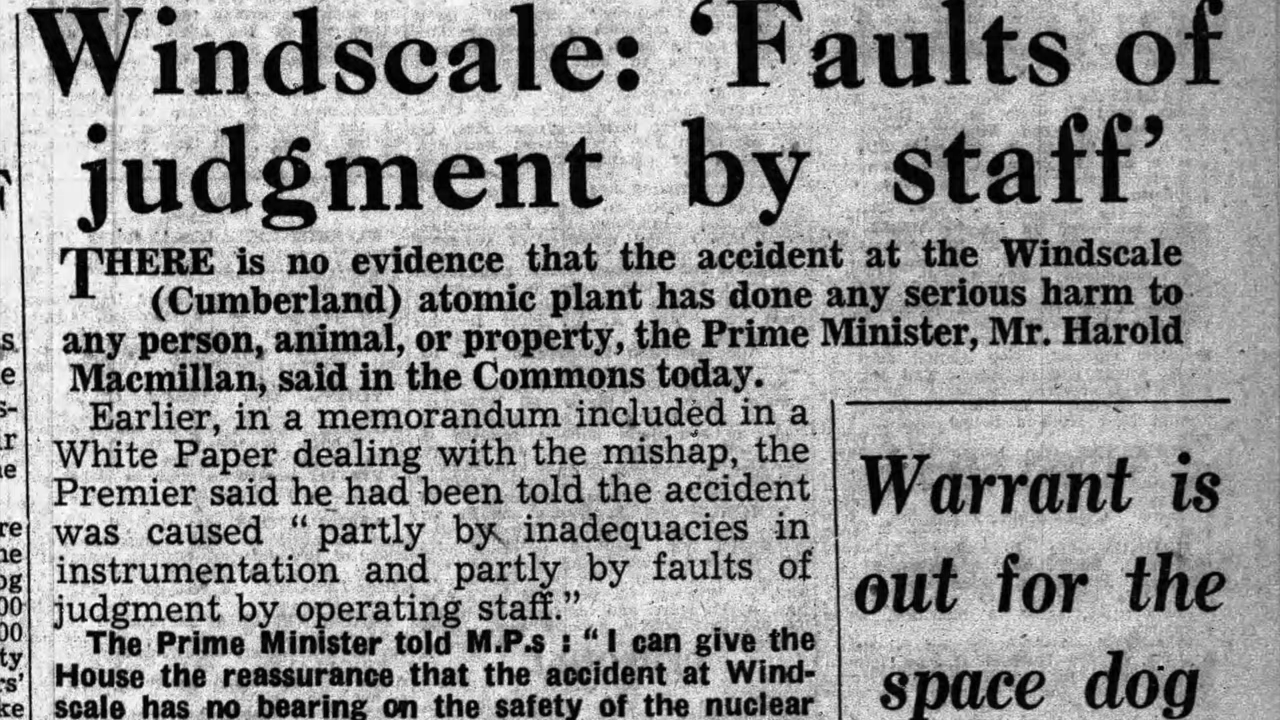 Windscale: ‘Faults of
judgment by staff’
THERE is no evidence that the accident at the Windscale
(Cumberland) atomic plant has done any serious harm to
any person, animal, or property, the Prime Minister, Mr. Harold
Macmillan, said in the Commons today.
Earlier, in a memorandum included in a
White Paper dealing with the mishap, the
Premier said he had been told the accident
was caused “partly by inadequacies in
instrumentation and partly by faults of
judgment by operating staff.”
The Prime Minister told M.P.s : “I can give the
House the reassurance that the accident at Wind-
scale has no bearing on the safety of the nuclear
Warrant is
out for the
space dog